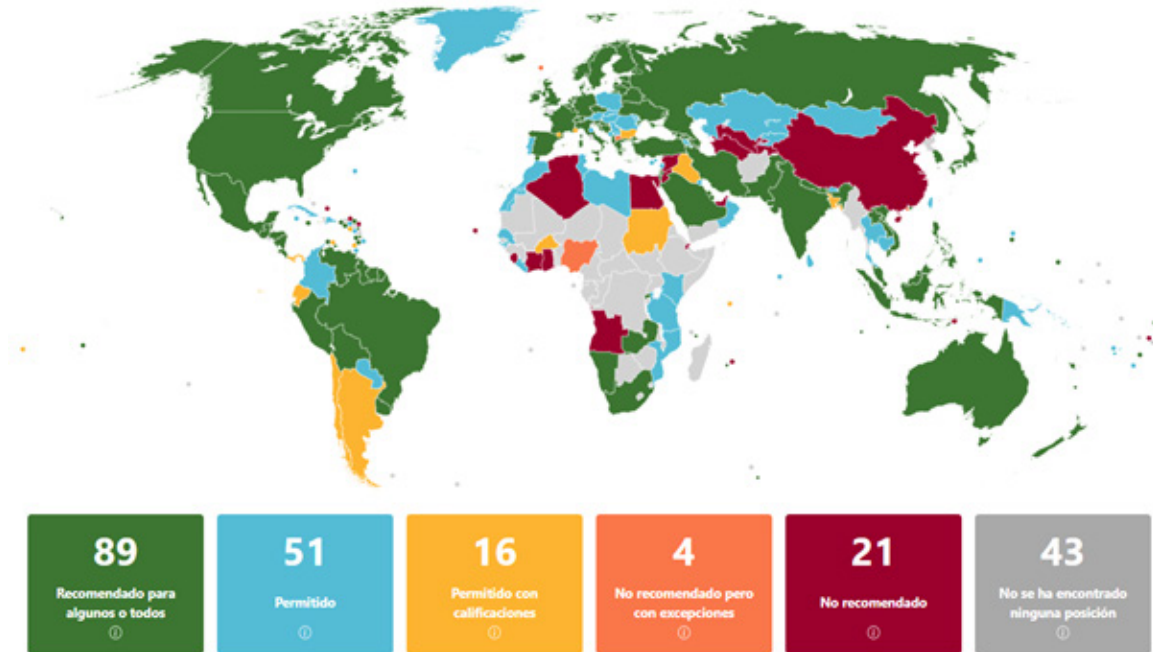 89
Recomendado para
algunos o todos
51
Permitido
16
Permitido con
calificaciones
4
No recomendado pero
con excepciones
21
No recomendado
43
No se ha encontrado
ninguna posición